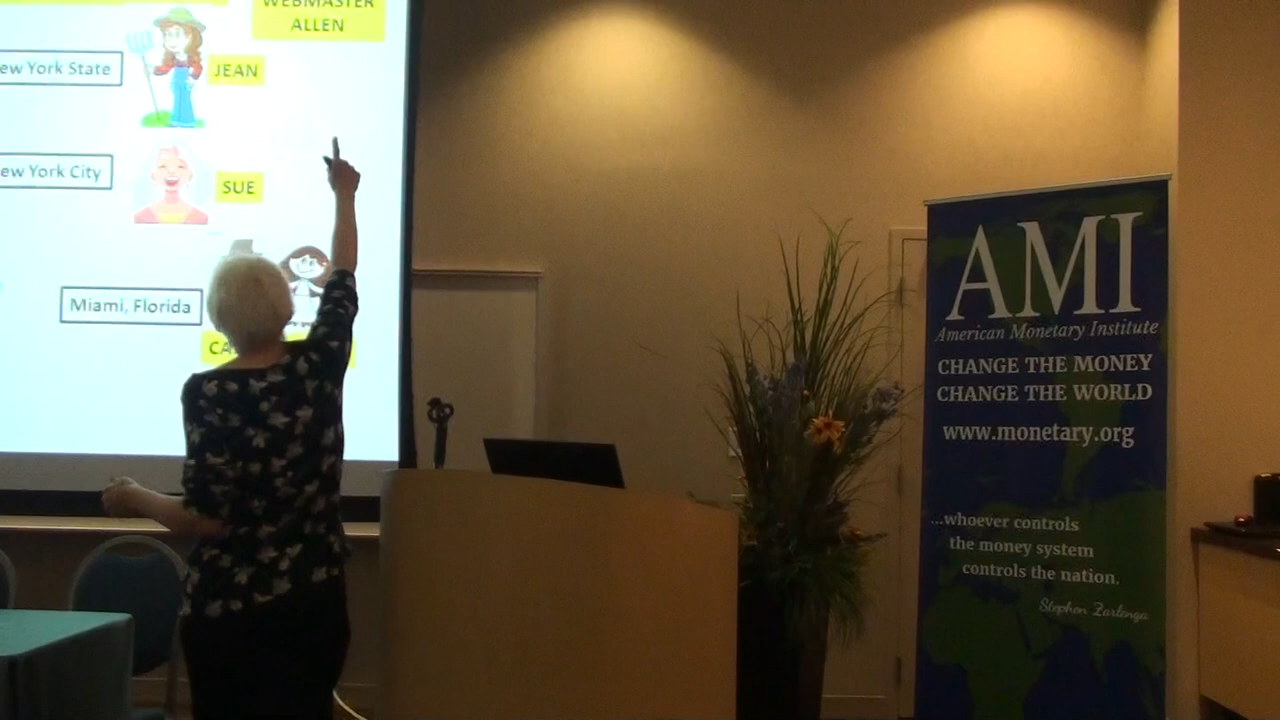 WEBMASTER
ALLEN
ew York State
JEAN
ew York City
SUE
Miami, Florida
CA
AMI
American Monetary Institute
CHANGE THE MONEY
CHANGE THE WORLD
www.monetary.org
...whoever controls
the money system
controls the nation.
Stephen Zarlenga